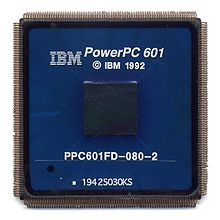 IBM PowerPC 601
© IBM 1992
PPC601FD-080-2
19425030KS